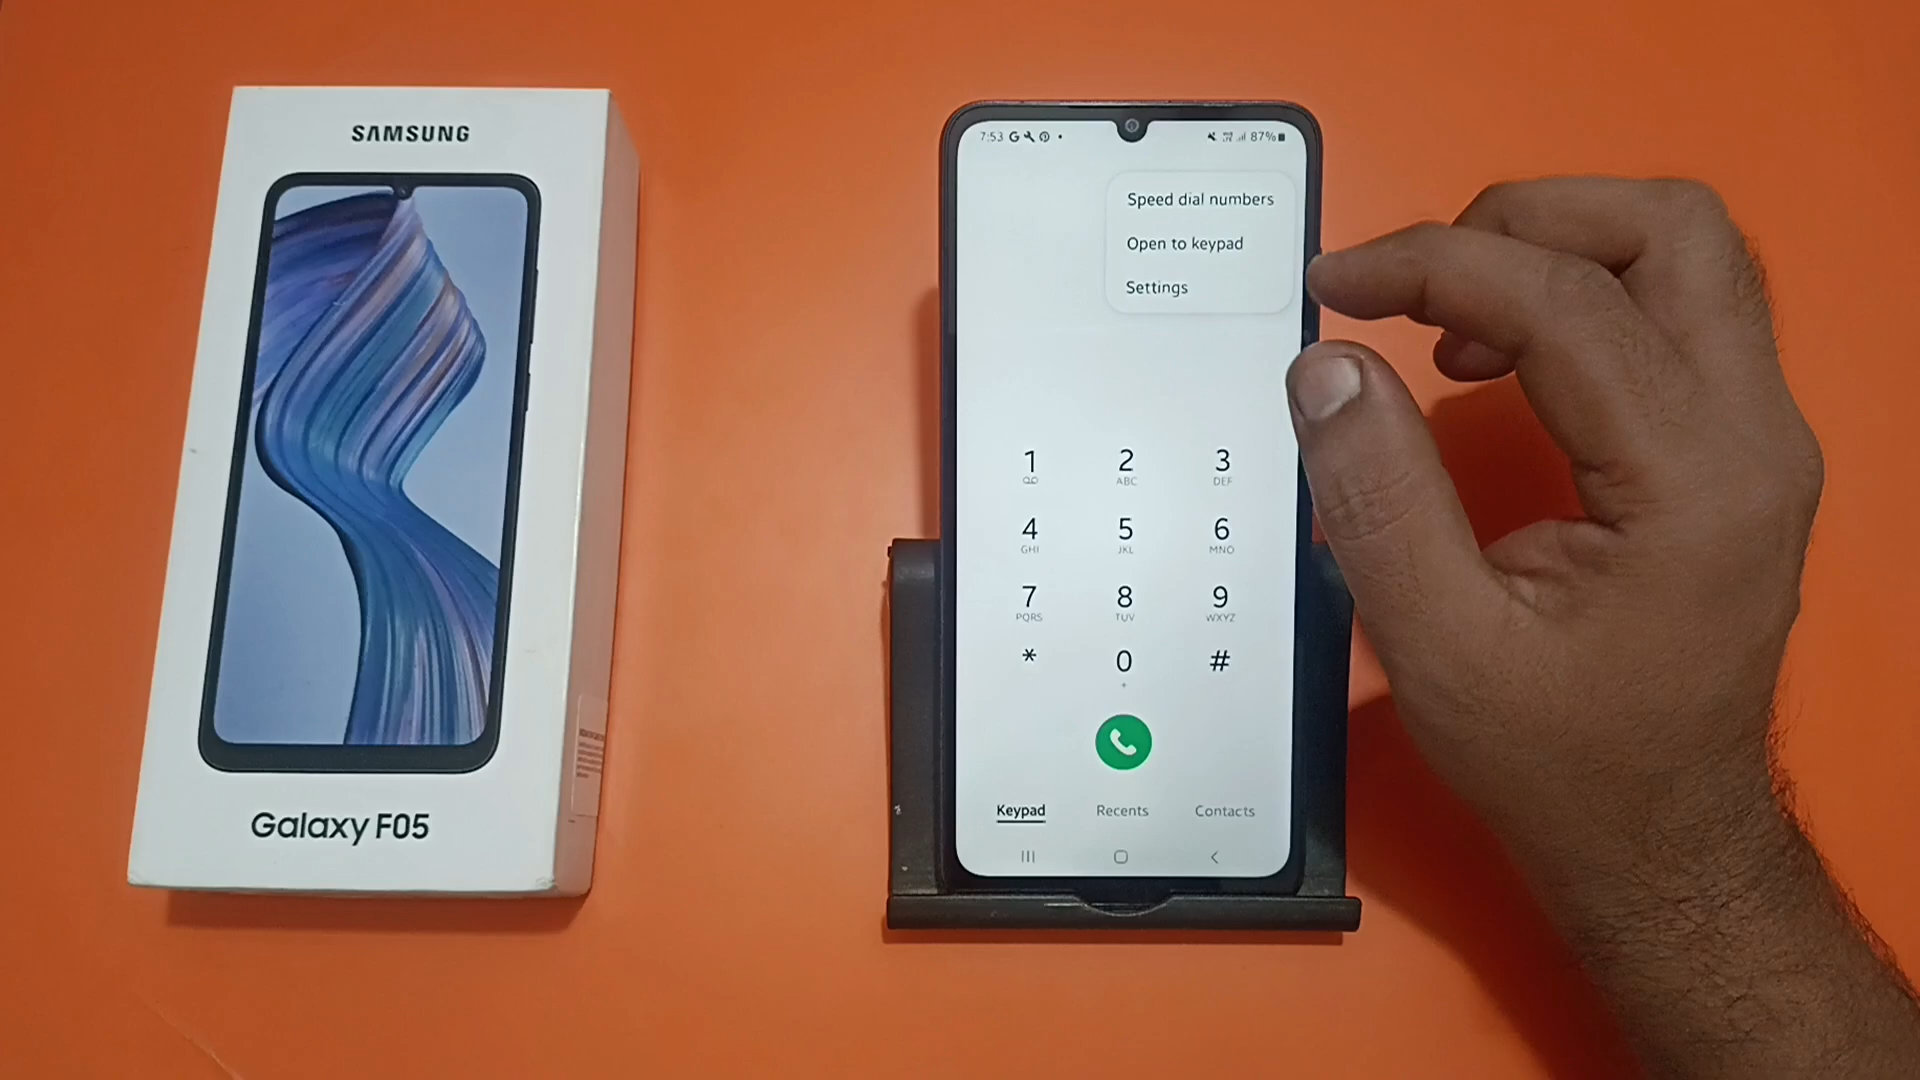 SAMSUNG
Galaxy F05
7:53
87%
Speed dial numbers
Open to keypad
Settings
1 2 3
ABC DEF
4 5 6
GHI JKL MNO
7 8 9
PQRS TUV WXYZ
* 0 #
+
Keypad Recents Contacts